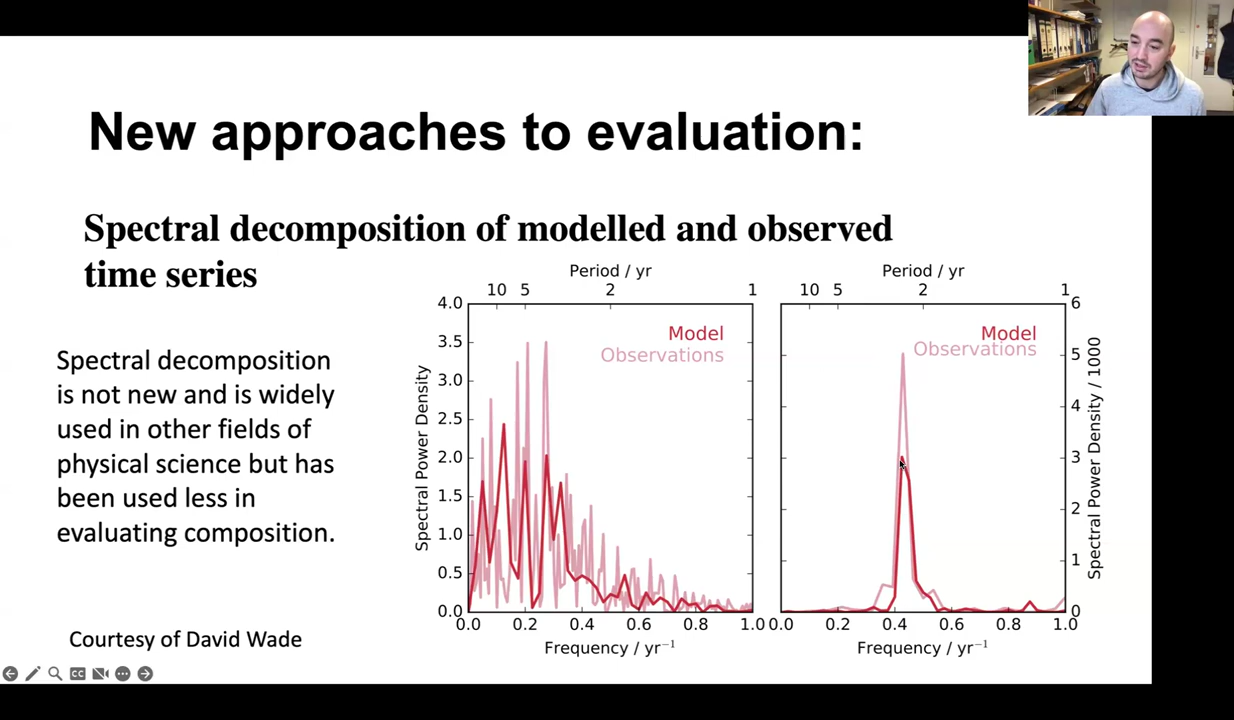 New approaches to evaluation:
Spectral decomposition of modelled and observed
time series
Spectral decomposition
is not new and is widely
used in other fields of
physical science but has
been used less in
evaluating composition.
Courtesy of David Wade
Period / yr
10 5 2 1
4.0
3.5
3.0
2.5
2.0
1.5
1.0
0.5
0.0
Spectral Power Density
Model
Observations
0.0 0.2 0.4 0.6 0.8 1.0
Frequency / yr⁻¹
Period / yr
10 5 2 1
Model
Observations
6
5
4
3
2
1
0
Spectral Power Density / 1000
0.0 0.2 0.4 0.6 0.8 1.0
Frequency / yr⁻¹
CC